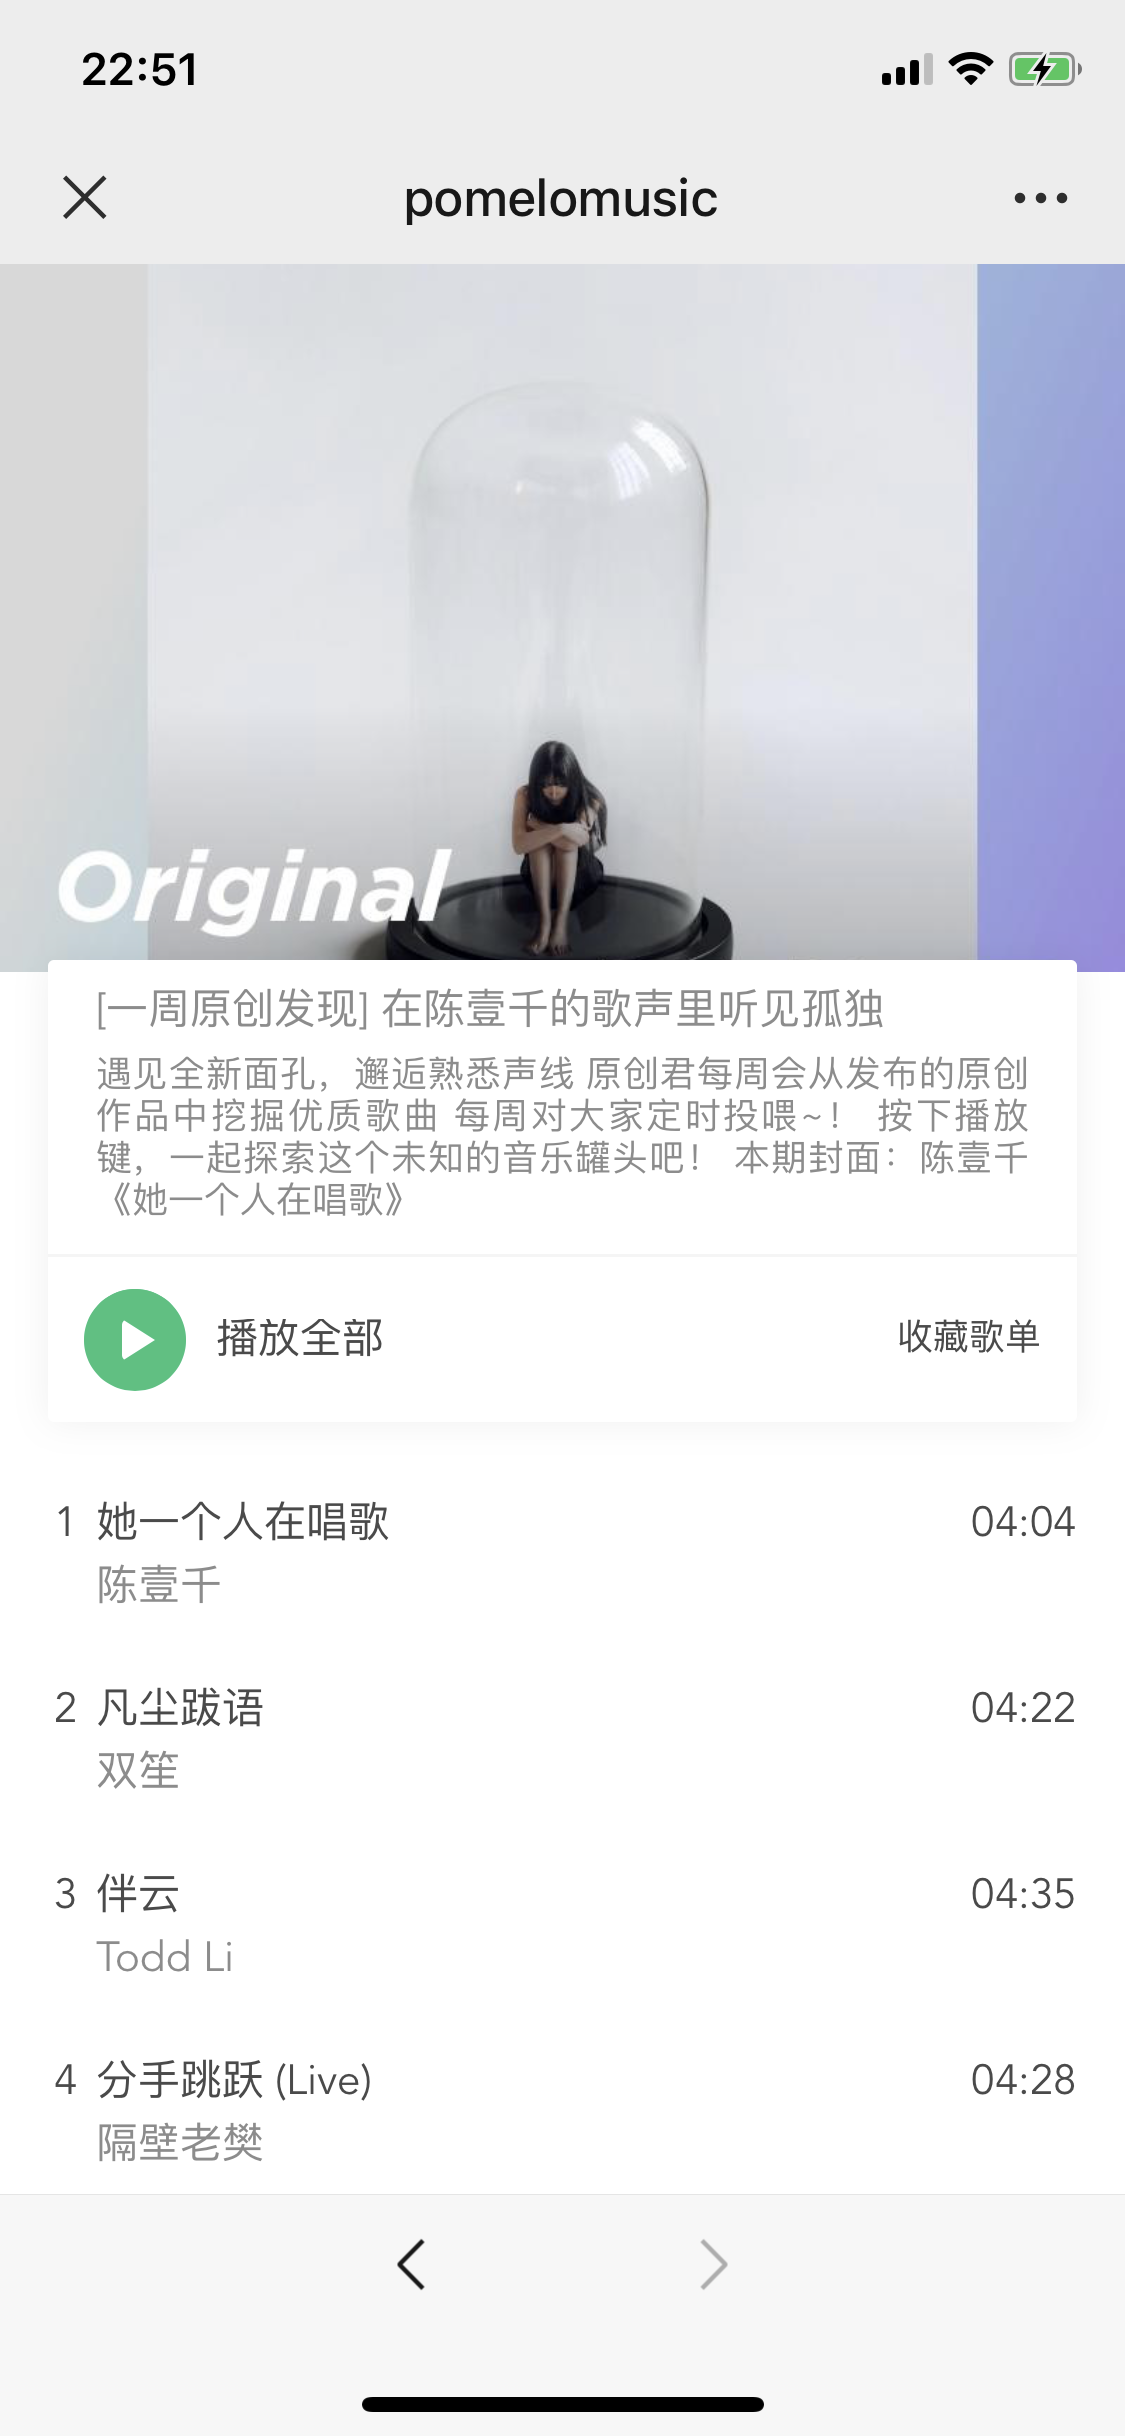 22:51
pomelomusic
Original
[一周原创发现] 在陈壹千的歌声里听见孤独
遇见全新面孔，邂逅熟悉声线 原创君每周会从发布的原创
作品中挖掘优质歌曲 每周对大家定时投喂~！ 按下播放
键，一起探索这个未知的音乐罐头吧！ 本期封面：陈壹千
《她一个人在唱歌》
播放全部
收藏歌单
1 她一个人在唱歌 04:04
陈壹千
2 凡尘跋语 04:22
双笙
3 伴云 04:35
Todd Li
4 分手跳跃 (Live) 04:28
隔壁老樊